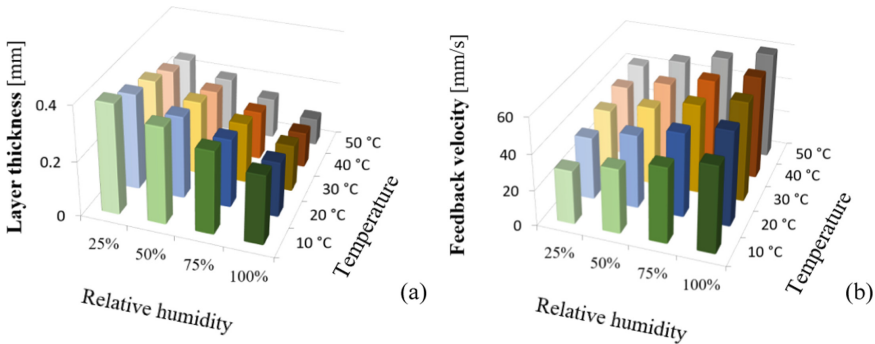 Layer thickness [mm]
0.4
0.2
0
25%
50%
75%
100%
10 °C
20 °C
30 °C
40 °C
50 °C
Relative humidity
Temperature
(a)
Feedback velocity [mm/s]
60
40
20
0
25%
50%
75%
100%
10 °C
20 °C
30 °C
40 °C
50 °C
Relative humidity
Temperature
(b)